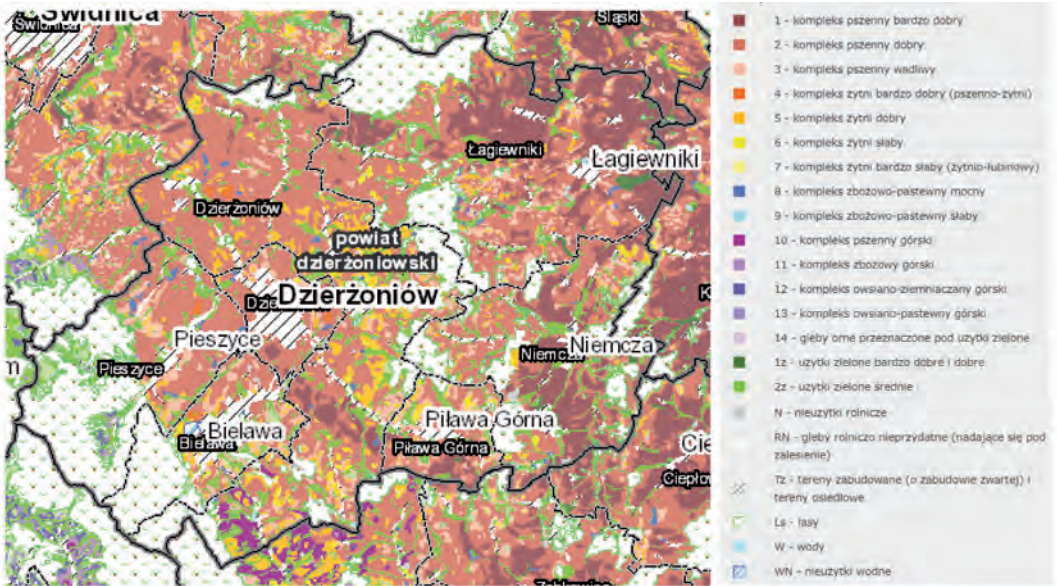 Świdnica
Świdnica
Śląski
Łagiewniki
Łagiewniki
Dzierżoniów
powiat
dzierżoniowski
Dzierżoniów
Pieszyce
Pieszyce
Niemcza
Niemcza
Bielawa
Bielawa
Piława Górna
Piława Górna
1 - kompleks pszenny bardzo dobry
2 - kompleks pszenny dobry
3 - kompleks pszenny wadliwy
4 - kompleks żytni bardzo dobry (pszenno-żytni)
5 - kompleks żytni dobry
6 - kompleks żytni słaby
7 - kompleks żytni bardzo słaby (żytnio-łubinowy)
8 - kompleks zbożowo-pastewny mocny
9 - kompleks zbożowo-pastewny słaby
10 - kompleks pszenny górski
11 - kompleks zbożowy górski
12 - kompleks owsiano-ziemniaczany górski
13 - kompleks owsiano-pastewny górski
14 - gleby orne przeznaczone pod użytki zielone
1z - użytki zielone bardzo dobre i dobre
2z - użytki zielone średnie
N - nieużytki rolnicze
RN - gleby rolniczo nieprzydatne (nadające się pod
zalesienie)
Tz - tereny zabudowane (o zabudowie zwartej) i
tereny osiedlowe
Ls - lasy
W - wody
WN - nieużytki wodne